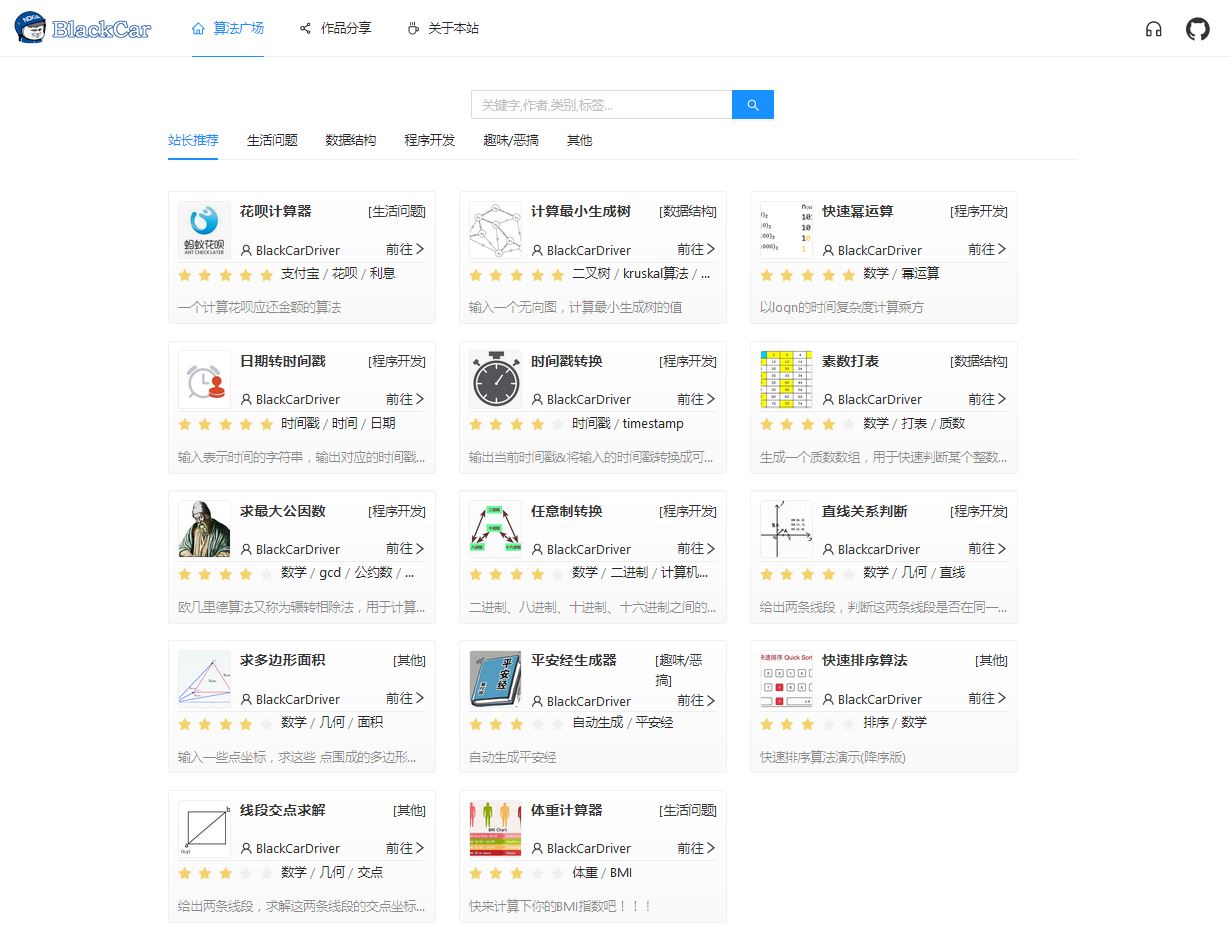 BlackCar
算法广场
作品分享
关于本站
关键字,作者,类别,标签...
站长推荐 生活问题 数据结构 程序开发 趣味/恶搞 其他
花呗计算器 [生活问题]
蚂蚁花呗
ANT CHECK LATER
BlackCarDriver 前往
支付宝 / 花呗 / 利息
一个计算花呗应还金额的算法
计算最小生成树 [数据结构]
BlackCarDriver 前往
二叉树 / kruskal算法 / ...
输入一个无向图，计算最小生成树的值
快速幂运算 [程序开发]
BlackCarDriver 前往
数学 / 幂运算
以logn的时间复杂度计算乘方
日期转时间戳 [程序开发]
BlackCarDriver 前往
时间戳 / 时间 / 日期
输入表示时间的字符串，输出对应的时间戳...
时间戳转换 [程序开发]
BlackCarDriver 前往
时间戳 / timestamp
输出当前时间戳&将输入的时间戳转换成可...
素数打表 [数据结构]
BlackCarDriver 前往
数学 / 打表 / 质数
生成一个质数数组，用于快速判断某个整数...
求最大公因数 [程序开发]
BlackCarDriver 前往
数学 / gcd / 公约数 / ...
欧几里德算法又称为辗转相除法，用于计算...
任意制转换 [程序开发]
BlackCarDriver 前往
数学 / 二进制 / 计算机...
二进制、八进制、十进制、十六进制之间的...
直线关系判断 [程序开发]
BlackcarDriver 前往
数学 / 几何 / 直线
给出两条线段，判断这两条线段是否在同一...
求多边形面积 [其他]
BlackCarDriver 前往
数学 / 几何 / 面积
输入一些点坐标，求这些 点围成的多边形...
平安经生成器 [趣味/恶
搞]
平安经
BlackCarDriver 前往
自动生成 / 平安经
自动生成平安经
快速排序算法 [其他]
快速排序 Quick Sort
BlackCarDriver 前往
排序 / 数学
快速排序算法演示(降序版)
线段交点求解 [其他]
BlackCarDriver 前往
数学 / 几何 / 交点
给出两条线段，求解这两条线段的交点坐标...
体重计算器 [生活问题]
BMI Chart
BlackCarDriver 前往
体重 / BMI
快来计算下你的BMI指数吧！！！